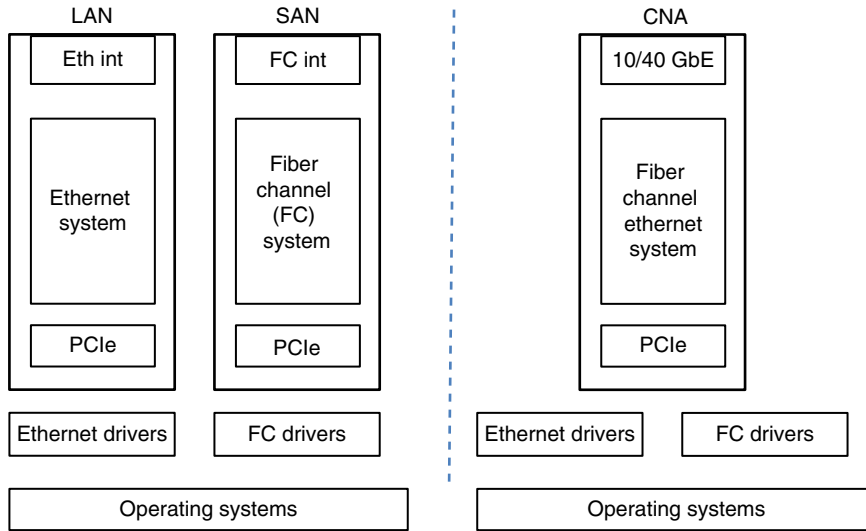 LAN
SAN
CNA
Eth int
FC int
10/40 GbE
Ethernet
system
Fiber
channel
(FC)
system
Fiber
channel
ethernet
system
PCIe
PCIe
PCIe
Ethernet drivers
FC drivers
Ethernet drivers
FC drivers
Operating systems
Operating systems